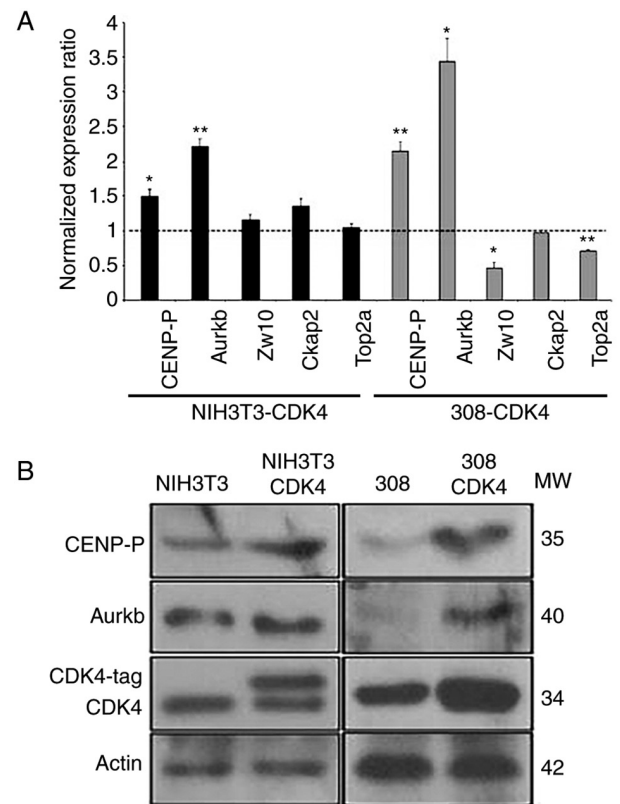 A
Normalized expression ratio
4
3.5
3
2.5
2
1.5
1
0.5
0
* ** ** * * **
CENP-P Aurkb Zw10 Ckap2 Top2a CENP-P Aurkb Zw10 Ckap2 Top2a
NIH3T3-CDK4 308-CDK4
B
NIH3T3 NIH3T3 CDK4 308 308 CDK4 MW
CENP-P 35
Aurkb 40
CDK4-tag
CDK4 34
Actin 42